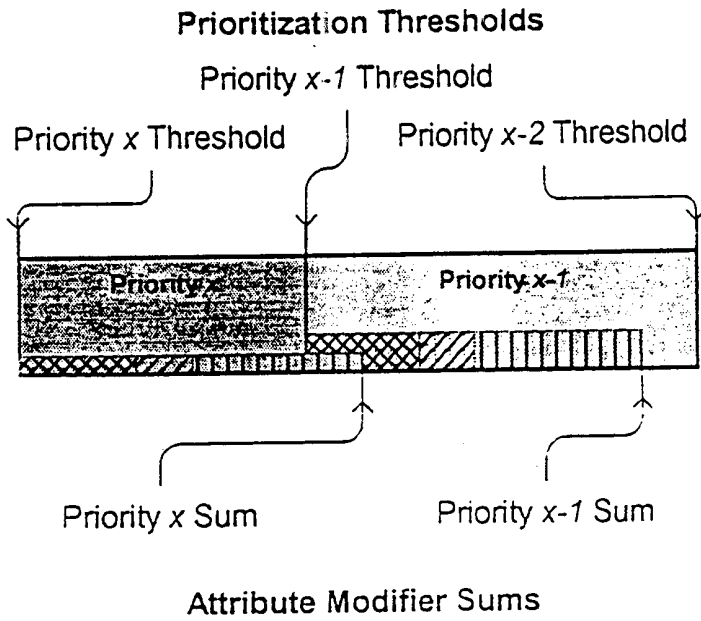 Prioritization Thresholds
Priority x-1 Threshold
Priority x Threshold
Priority x-2 Threshold
Priority x
Priority x-1
Priority x Sum
Priority x-1 Sum
Attribute Modifier Sums